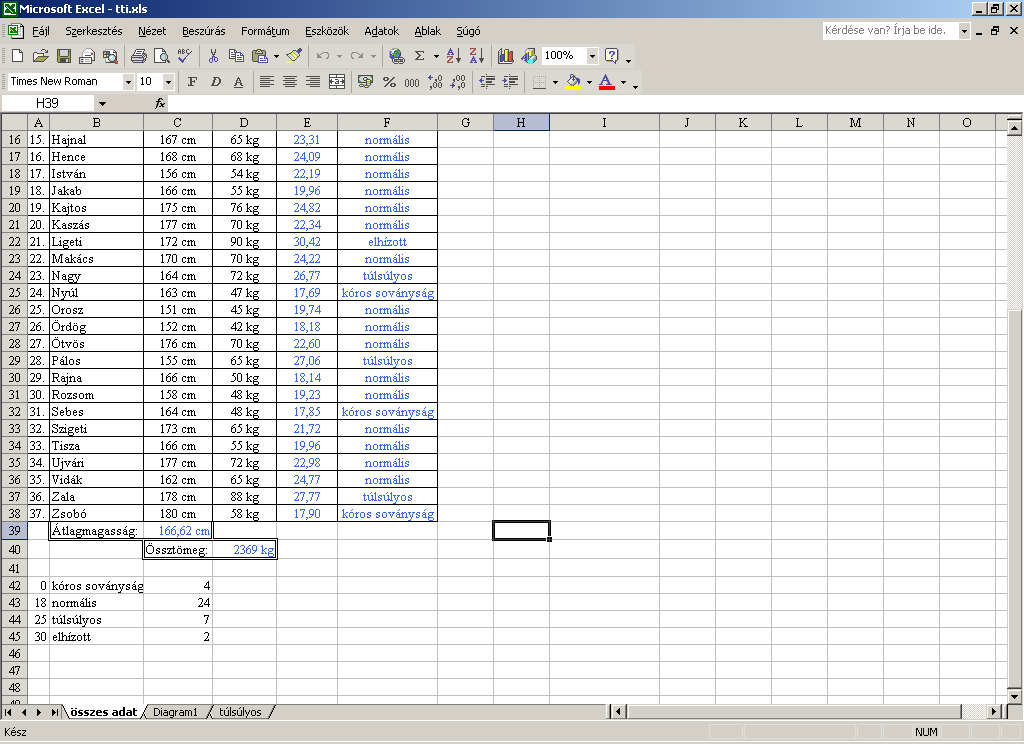 Microsoft Excel - tti.xls
Fájl Szerkesztés Nézet Beszúrás Formátum Eszközök Adatok Ablak Súgó Kérdése van? Írja be ide.
100%
Times New Roman 10 F D A
H39 fx
A B C D E F G H I J K L M N O
16 15. Hajnal 167 cm 65 kg 23,31 normális
17 16. Hence 168 cm 68 kg 24,09 normális
18 17. István 156 cm 54 kg 22,19 normális
19 18. Jakab 166 cm 55 kg 19,96 normális
20 19. Kajtos 175 cm 76 kg 24,82 normális
21 20. Kaszás 177 cm 70 kg 22,34 normális
22 21. Ligeti 172 cm 90 kg 30,42 elhízott
23 22. Makács 170 cm 70 kg 24,22 normális
24 23. Nagy 164 cm 72 kg 26,77 túlsúlyos
25 24. Nyúl 163 cm 47 kg 17,69 kóros soványság
26 25. Orosz 151 cm 45 kg 19,74 normális
27 26. Ördög 152 cm 42 kg 18,18 normális
28 27. Ötvös 176 cm 70 kg 22,60 normális
29 28. Pálos 155 cm 65 kg 27,06 túlsúlyos
30 29. Rajna 166 cm 50 kg 18,14 normális
31 30. Rozsom 158 cm 48 kg 19,23 normális
32 31. Sebes 164 cm 48 kg 17,85 kóros soványság
33 32. Szigeti 173 cm 65 kg 21,72 normális
34 33. Tisza 166 cm 55 kg 19,96 normális
35 34. Ujvári 177 cm 72 kg 22,98 normális
36 35. Vidák 162 cm 65 kg 24,77 normális
37 36. Zala 178 cm 88 kg 27,77 túlsúlyos
38 37. Zsobó 180 cm 58 kg 17,90 kóros soványság
39 Átlagmagasság: 166,62 cm
40 Össztömeg: 2369 kg
41
42 0 kóros soványság 4
43 18 normális 24
44 25 túlsúlyos 7
45 30 elhízott 2
46
47
48
49
összes adat Diagram1 túlsúlyos
Kész NUM